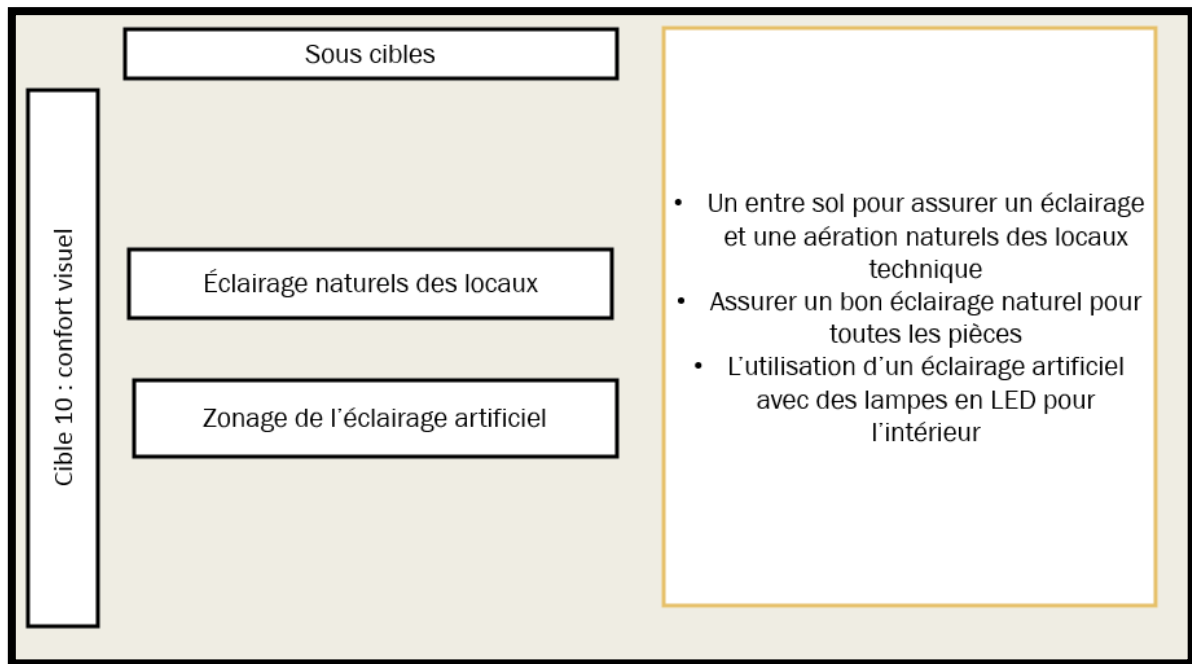 Sous cibles
Cible 10 : confort visuel
Éclairage naturels des locaux
Zonage de l'éclairage artificiel
• Un entre sol pour assurer un éclairage
et une aération naturels des locaux
technique
• Assurer un bon éclairage naturel pour
toutes les pièces
• L'utilisation d'un éclairage artificiel
avec des lampes en LED pour
l'intérieur